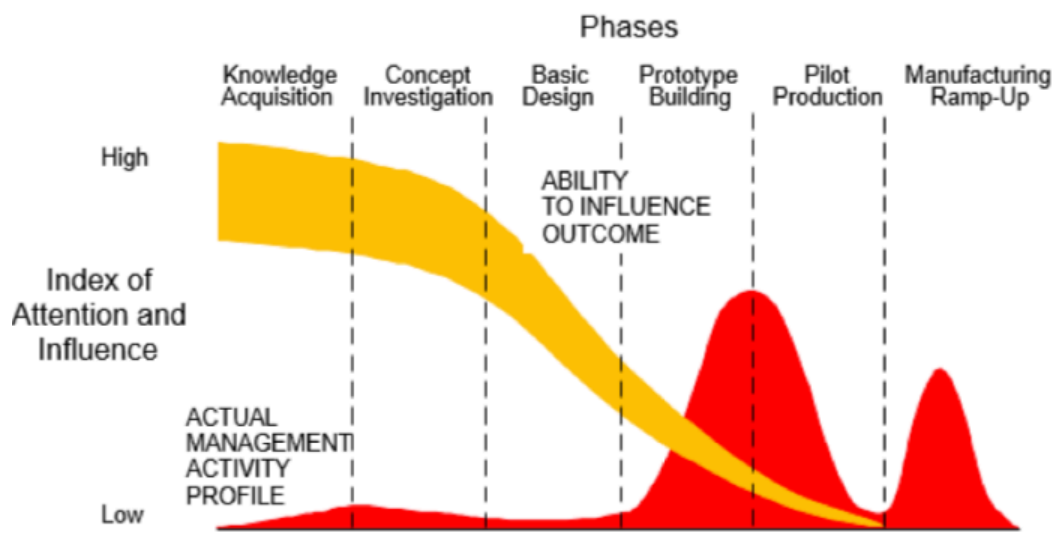 Phases
Knowledge
Acquisition
Concept
Investigation
Basic
Design
Prototype
Building
Pilot
Production
Manufacturing
Ramp-Up
High
ABILITY
TO INFLUENCE
OUTCOME
Index of
Attention and
Influence
ACTUAL
MANAGEMENT
ACTIVITY
PROFILE
Low